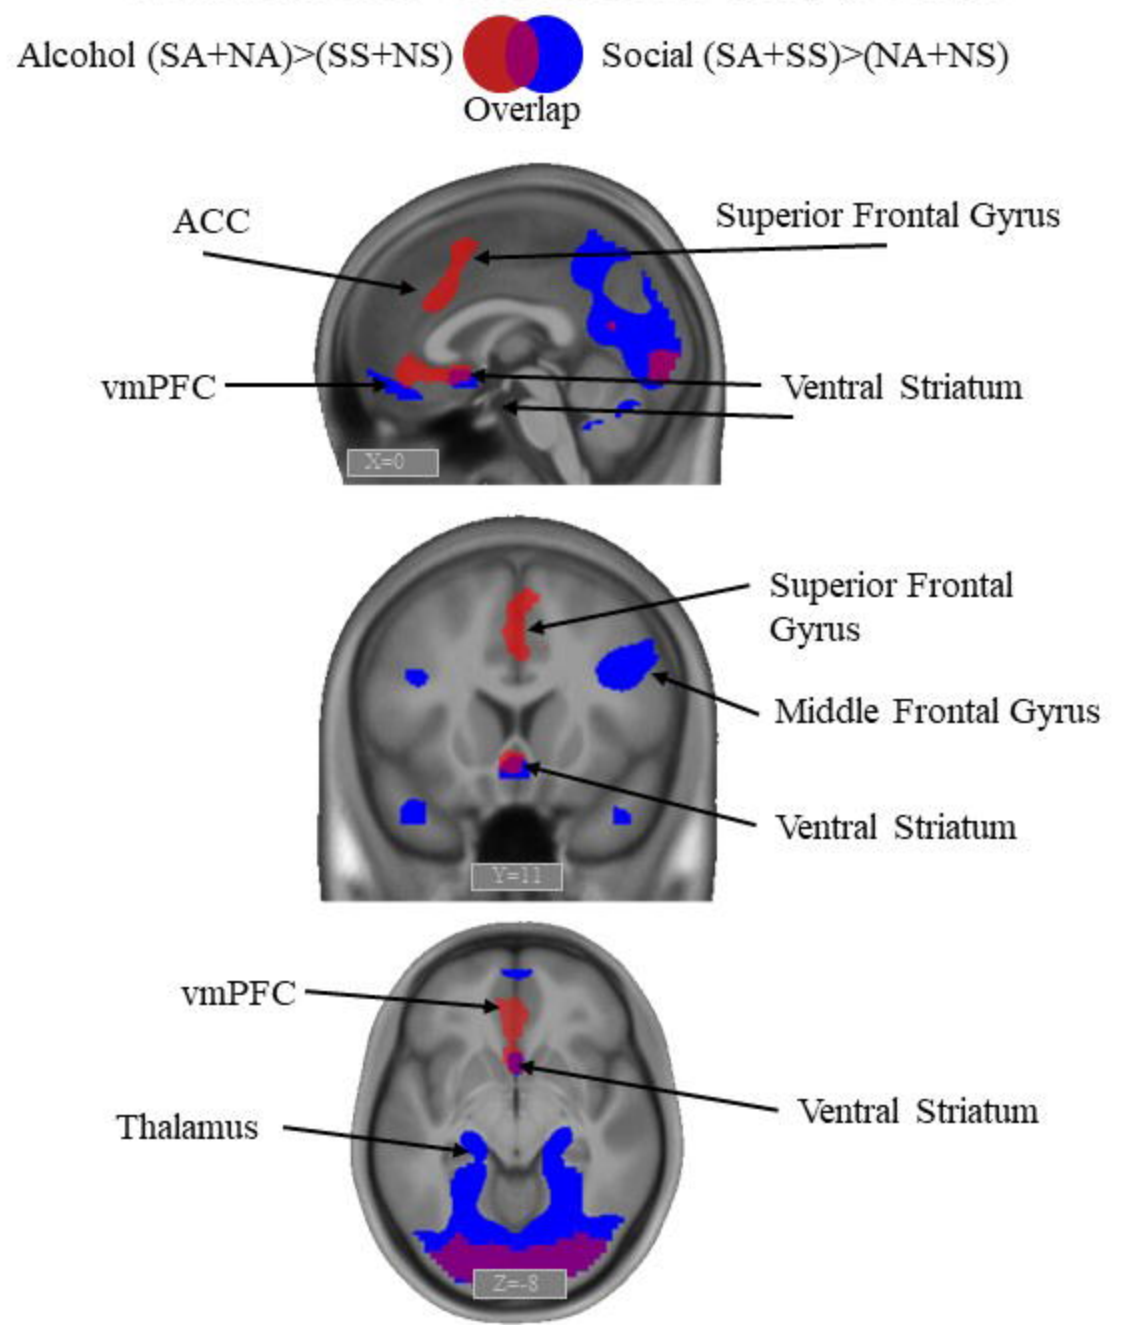 Alcohol (SA+NA)>(SS+NS)
Social (SA+SS)>(NA+NS)
Overlap
ACC
Superior Frontal Gyrus
vmPFC
Ventral Striatum
X=0
Superior Frontal
Gyrus
Middle Frontal Gyrus
Ventral Striatum
Y=11
vmPFC
Ventral Striatum
Thalamus
Z=-8